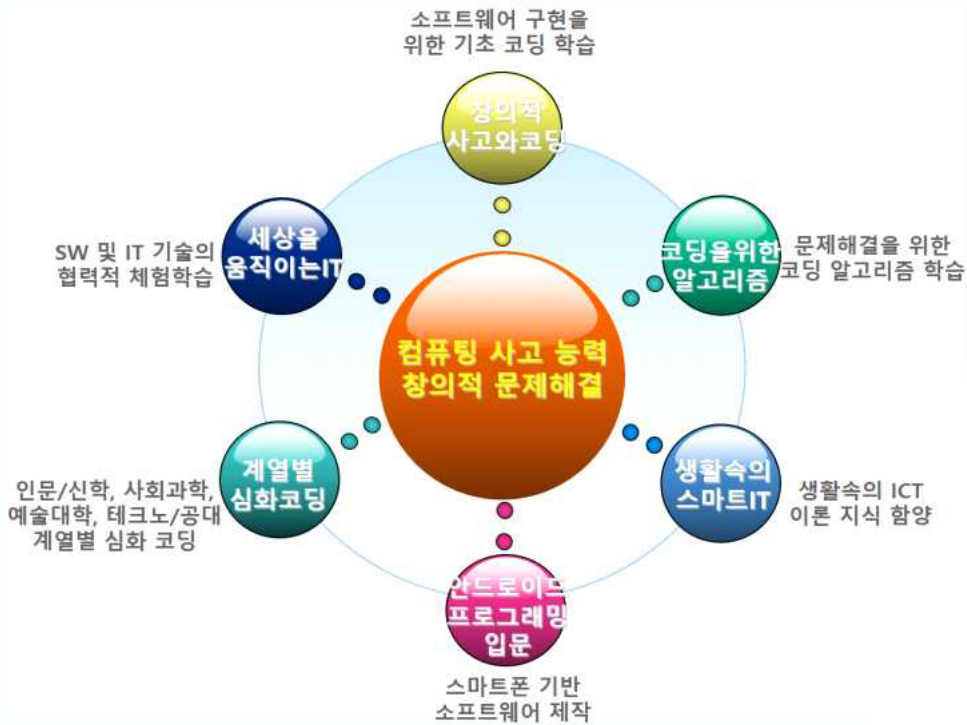 소프트웨어 구현을
위한 기초 코딩 학습
창의적
사고와코딩
세상을
움직이는IT
SW 및 IT 기술의
협력적 체험학습
코딩을위한
알고리즘
문제해결을 위한
코딩 알고리즘 학습
컴퓨팅 사고 능력
창의적 문제해결
계열별
심화코딩
인문/신학, 사회과학,
예술대학, 테크노/공대
계열별 심화 코딩
생활속의
스마트IT
생활속의 ICT
이론 지식 함양
안드로이드
프로그래밍
입문
스마트폰 기반
소프트웨어 제작